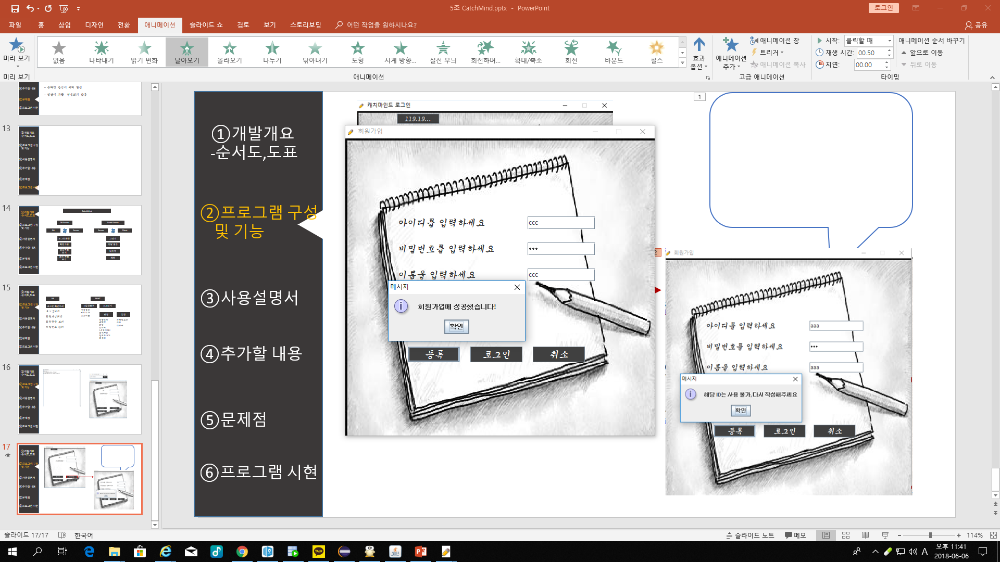 5조 CatchMind.pptx - PowerPoint
로그인
파일 홈 삽입 디자인 전환 애니메이션 슬라이드 쇼 검토 보기 스토리보딩 어떤 작업을 원하시나요? 공유
미리 보기
없음 나타내기 밝기 변화 날아오기 올라오기 나누기 닦아내기 도형 시계 방향... 실선 무늬 회전하며... 확대/축소 회전 바운드 펄스
효과 옵션
애니메이션 추가
애니메이션 창
트리거
애니메이션 복사
시작: 클릭할 때
재생 시간: 00.50
지연: 00.00
애니메이션 순서 바꾸기
앞으로 이동
뒤로 이동
미리 보기 애니메이션 고급 애니메이션 타이밍
13
14
CatchMind
15
16
17
①개발개요
-순서도,도표
②프로그램 구성
및 기능
③사용설명서
④추가할 내용
⑤문제점
⑥프로그램 시현
캐치마인드 로그인
119.19...
회원가입
아이디를 입력하세요 ccc
비밀번호를 입력하세요 •••
이름을 입력하세요 ccc
메시지
회원가입에 성공했습니다!
확인
등록 로그인 취소
1
2
회원가입
아이디를 입력하세요 aaa
비밀번호를 입력하세요 •••
이름을 입력하세요 aaa
메시지
해당 ID는 사용 불가, 다시 작성해주세요
확인
등록 로그인 취소
슬라이드 17/17 한국어
슬라이드 노트 메모 114%
TALK
A
오후 11:41
2018-06-06